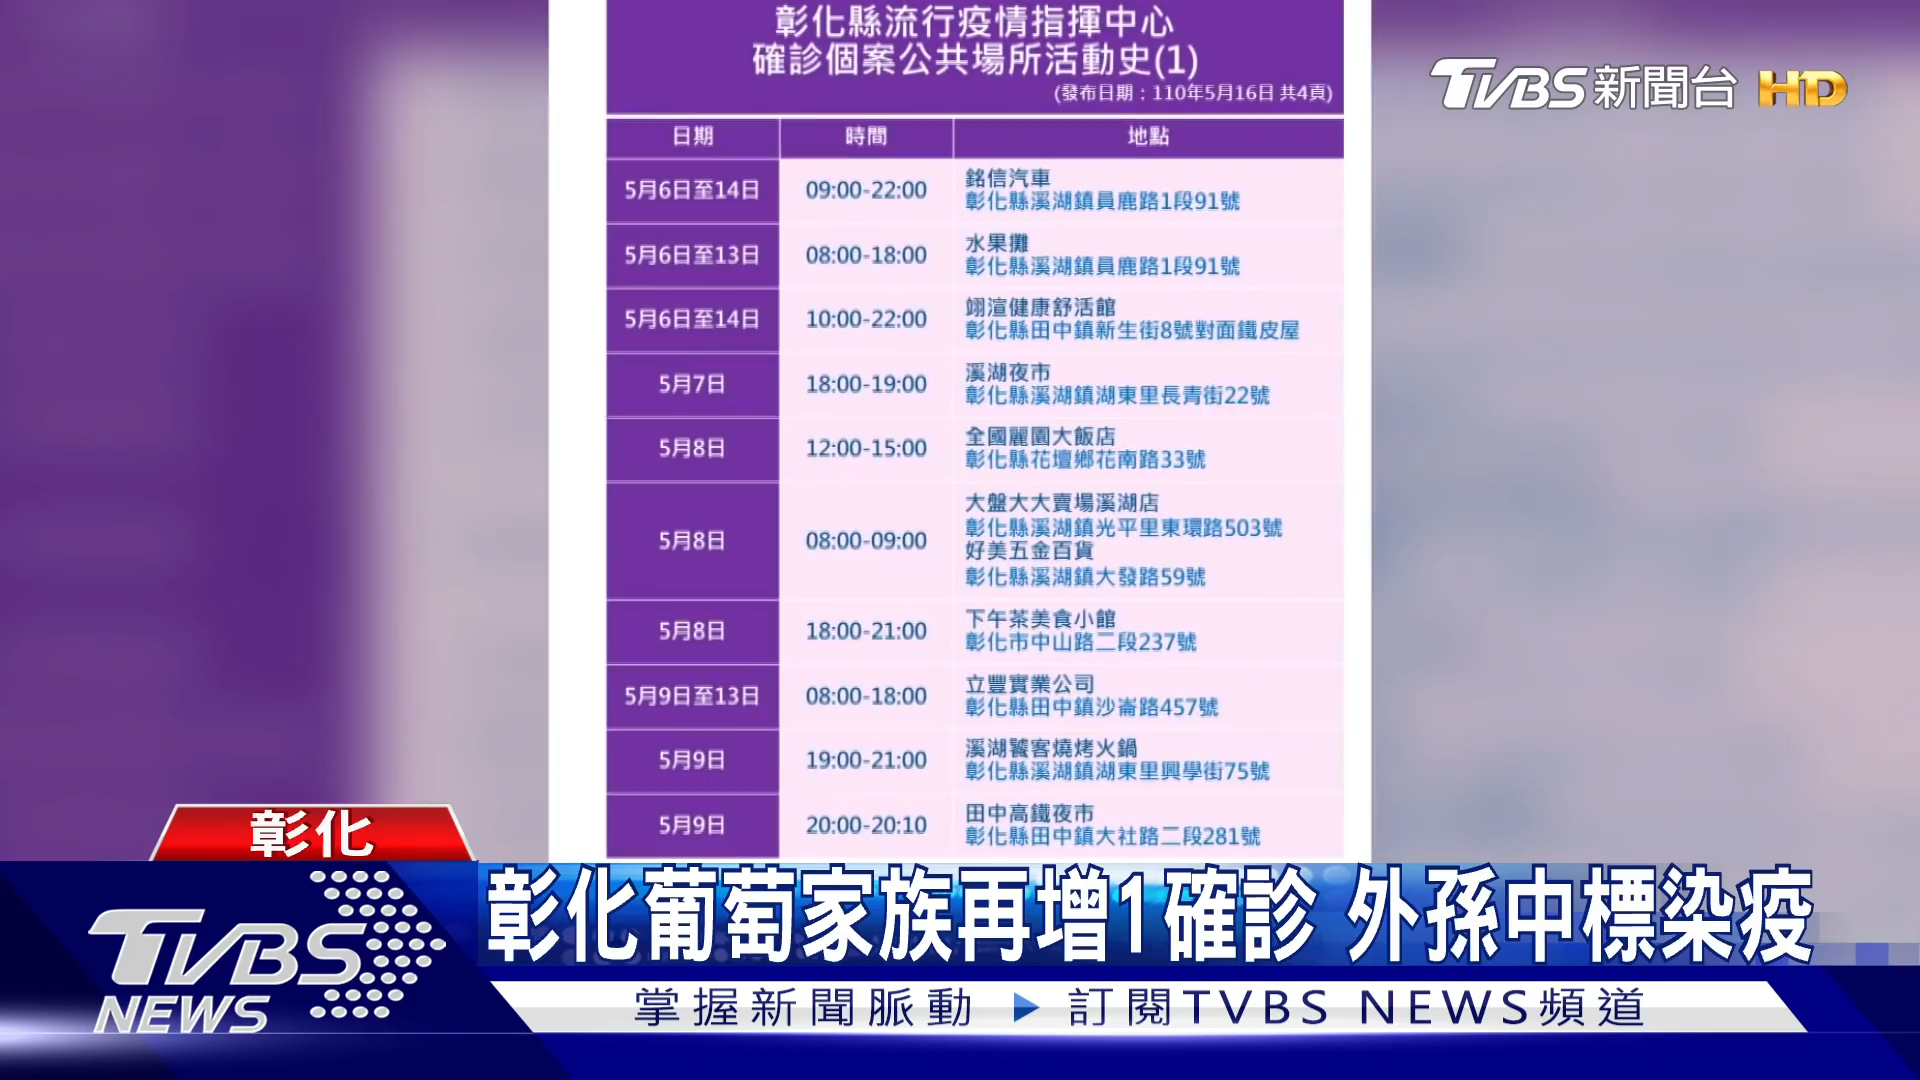 彰化縣流行疫情指揮中心
確診個案公共場所活動史(1)
(發布日期：110年5月16日 共4頁)
TVBS新聞台 HD
日期 時間 地點
5月6日至14日 09:00-22:00 銘信汽車
彰化縣溪湖鎮員鹿路1段91號
5月6日至13日 08:00-18:00 水果攤
彰化縣溪湖鎮員鹿路1段91號
5月6日至14日 10:00-22:00 翊渲健康舒活館
彰化縣田中鎮新生街8號對面鐵皮屋
5月7日 18:00-19:00 溪湖夜市
彰化縣溪湖鎮湖東里長青街22號
5月8日 12:00-15:00 全國麗園大飯店
彰化縣花壇鄉花南路33號
5月8日 08:00-09:00 大盤大大賣場溪湖店
彰化縣溪湖鎮光平里東環路503號
好美五金百貨
彰化縣溪湖鎮大發路59號
5月8日 18:00-21:00 下午茶美食小館
彰化市中山路二段237號
5月9日至13日 08:00-18:00 立豐實業公司
彰化縣田中鎮沙崙路457號
5月9日 19:00-21:00 溪湖饕客燒烤火鍋
彰化縣溪湖鎮湖東里興學街75號
5月9日 20:00-20:10 田中高鐵夜市
彰化縣田中鎮大社路二段281號
彰化
彰化葡萄家族再增1確診 外孫中標染疫
TVBS
NEWS
掌握新聞脈動 ▶ 訂閱TVBS NEWS頻道